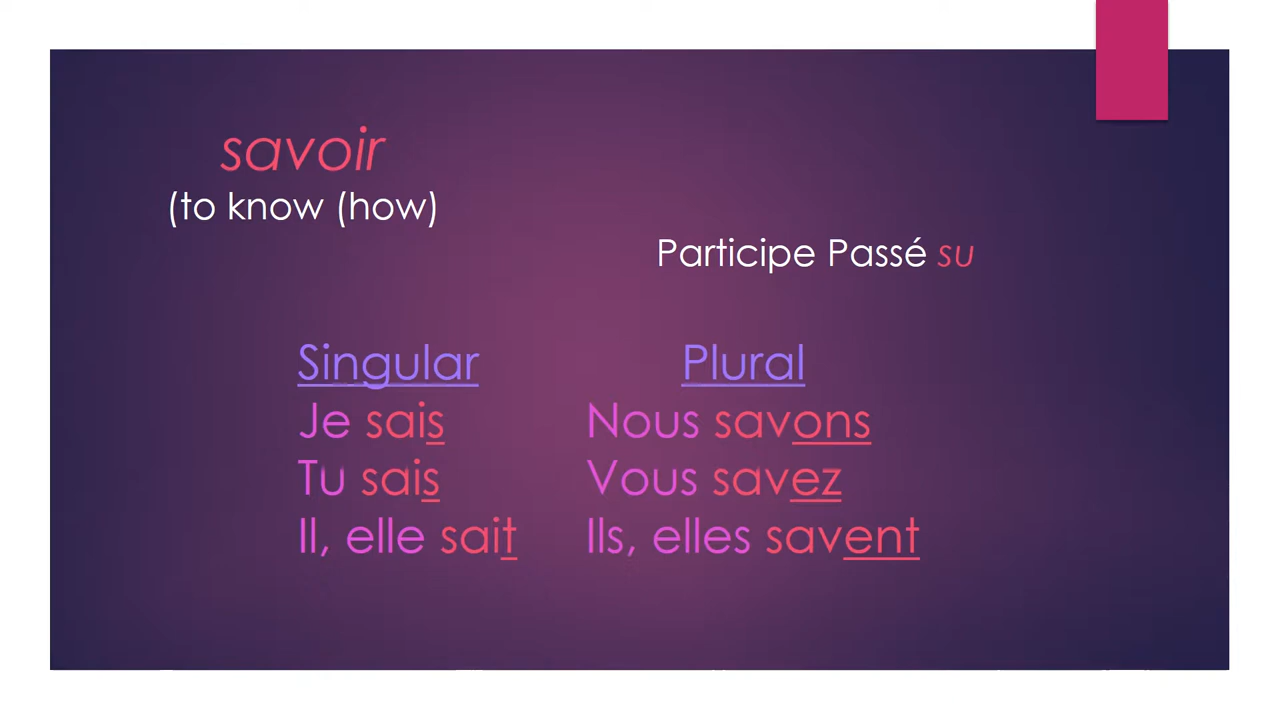 savoir
(to know (how)
Participe Passé su
Singular Plural
Je sais Nous savons
Tu sais Vous savez
Il, elle sait Ils, elles savent